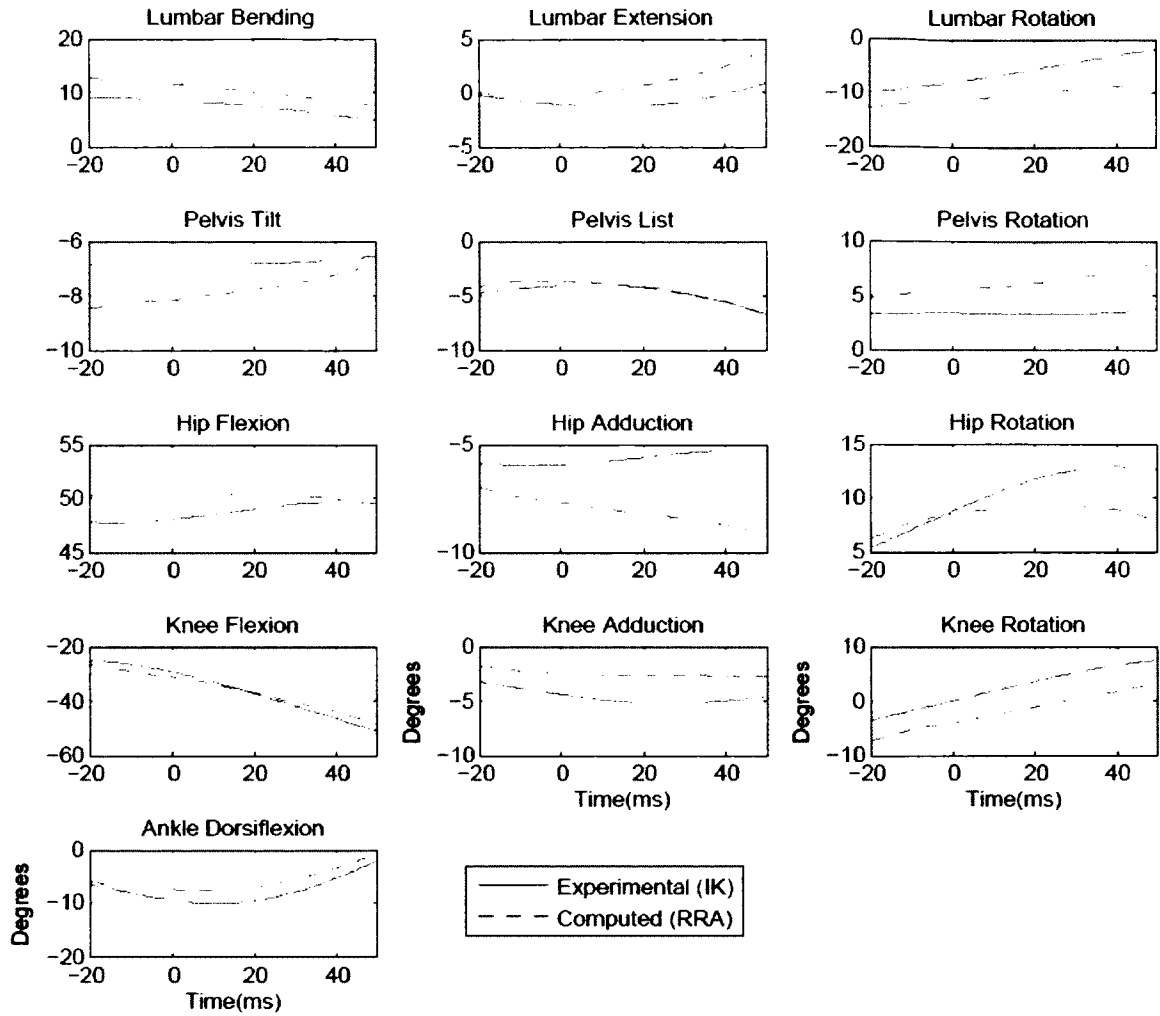 Lumbar Bending
20
10
0
−20 0 20 40
Lumbar Extension
5
0
−5
−20 0 20 40
Lumbar Rotation
0
−10
−20
−20 0 20 40
Pelvis Tilt
−6
−8
−10
−20 0 20 40
Pelvis List
0
−5
−10
−20 0 20 40
Pelvis Rotation
10
5
0
−20 0 20 40
Hip Flexion
55
50
45
−20 0 20 40
Hip Adduction
−5
−10
−20 0 20 40
Hip Rotation
15
10
5
−20 0 20 40
Knee Flexion
−20
−40
−60
−20 0 20 40
Knee Adduction
Degrees
0
−5
−10
−20 0 20 40
Time(ms)
Knee Rotation
Degrees
10
0
−10
−20 0 20 40
Time(ms)
Ankle Dorsiflexion
Degrees
0
−10
−20
−20 0 20 40
Time(ms)
Experimental (IK)
Computed (RRA)